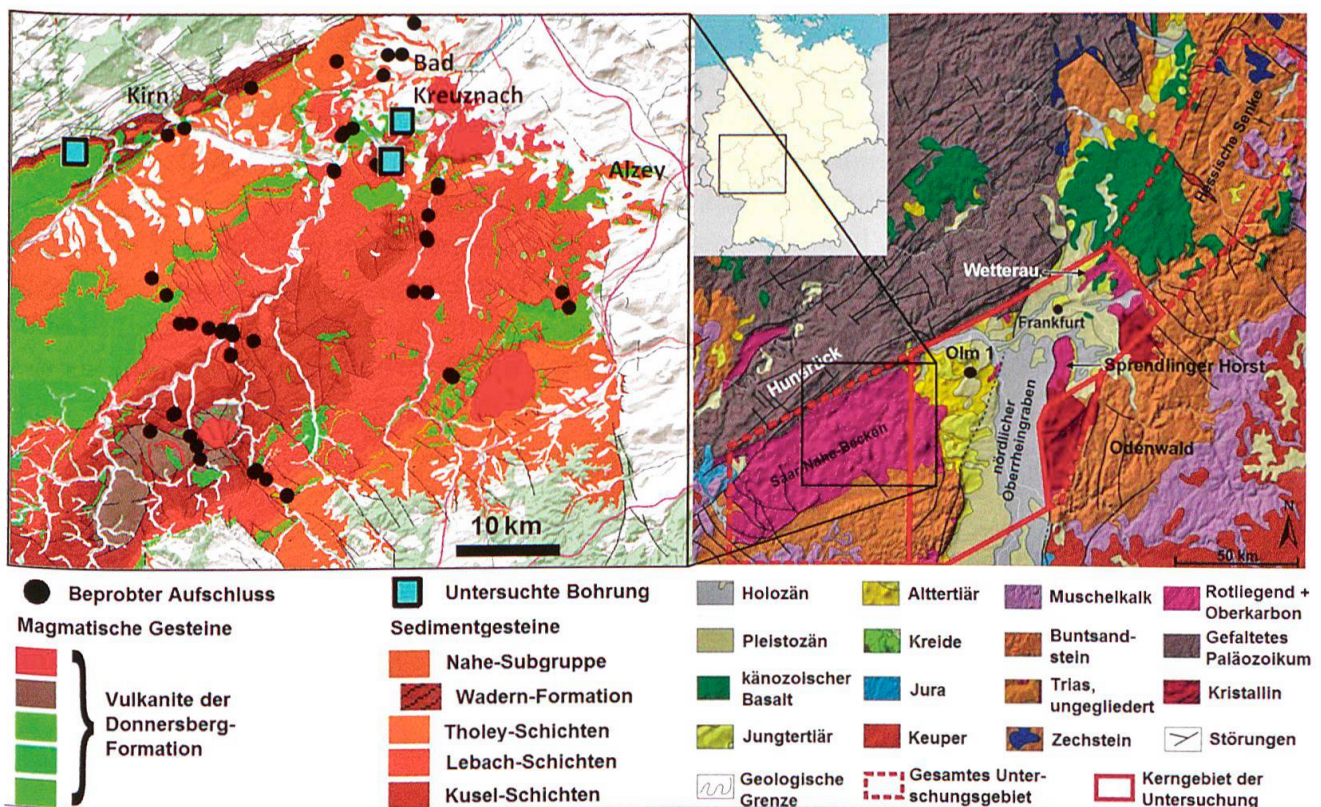 Bad
Kreuznach
Kirn
Alzey
10 km
Wetterau
Hessische Senke
Frankfurt
Olm 1
Sprendlinger Horst
Hunsrück
Saar-Nahe-Becken
nördlicher
Oberrheingraben
Odenwald
N
50 km
Beprobter Aufschluss
Untersuchte Bohrung
Magmatische Gesteine
Vulkanite der
Donnersberg-
Formation
Sedimentgesteine
Nahe-Subgruppe
Wadern-Formation
Tholey-Schichten
Lebach-Schichten
Kusel-Schichten
Holozän
Pleistozän
känozoischer
Basalt
Jungtertiär
Geologische
Grenze
Alttertiär
Kreide
Jura
Keuper
Gesamtes Unter-
schungsgebiet
Muschelkalk
Buntsand-
stein
Trias,
ungegliedert
Zechstein
Rotliegend +
Oberkarbon
Gefaltetes
Paläozoikum
Kristallin
Störungen
Kerngebiet der
Untersuchung